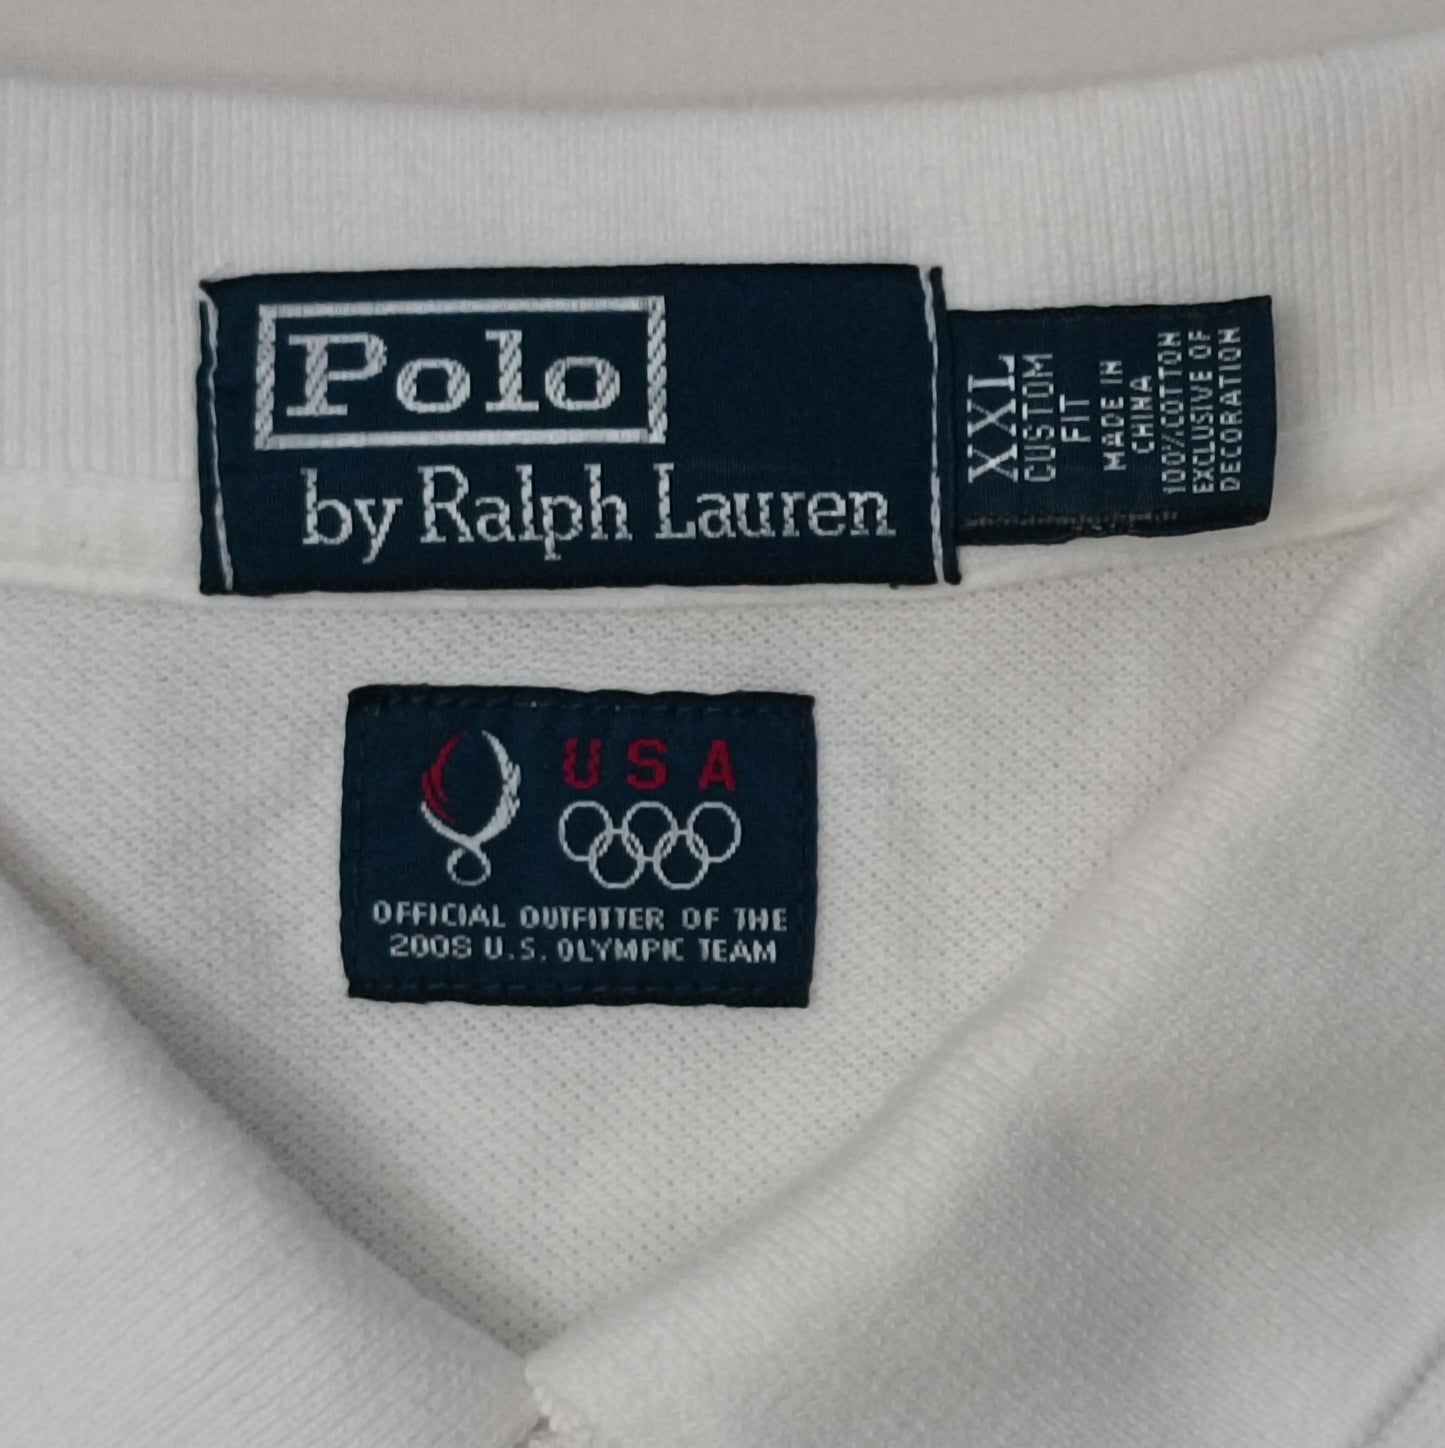 Polo
by Ralph Lauren
XXL
CUSTOM
FIT
MADE IN
CHINA
100% COTTON
EXCLUSIVE OF
DECORATION
USA
OFFICIAL OUTFITTER OF THE
2008 U.S. OLYMPIC TEAM